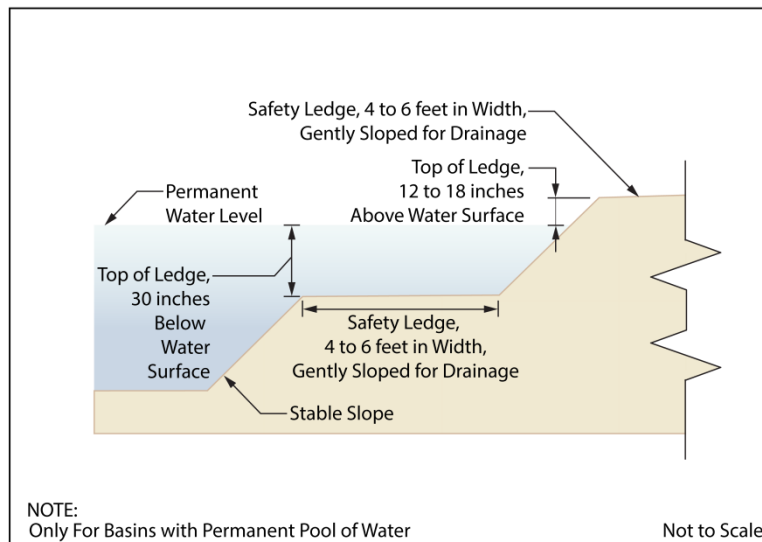 Safety Ledge, 4 to 6 feet in Width,
Gently Sloped for Drainage
Top of Ledge,
12 to 18 inches
Above Water Surface
Permanent
Water Level
Top of Ledge,
30 inches
Below
Water
Surface
Safety Ledge,
4 to 6 feet in Width,
Gently Sloped for Drainage
Stable Slope
NOTE:
Only For Basins with Permanent Pool of Water
Not to Scale